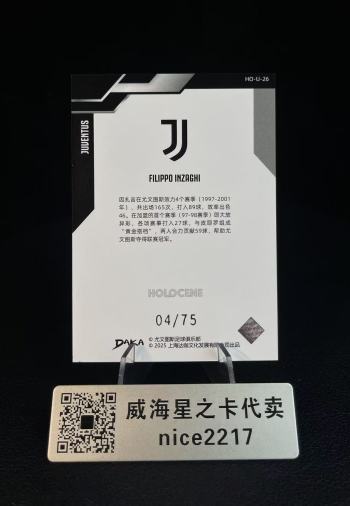 HO-U-26
JUVENTUS
FILIPPO INZAGHI
因扎吉在尤文图斯效力4个赛季（1997-2001
年），共出场165次，打入89球，效率出色
46。在加盟的首个赛季（97-98赛季）因大放
异彩，各项赛事打入27球，与皮耶罗组成
“黄金搭档”，两人合力贡献59球，帮助尤
文图斯夺得联赛冠军。
HOLOCENE
04/75
DAKA
© 尤文图斯足球俱乐部
© 2025 上海达咖文化发展有限公司出品
威海星之卡代卖
nice2217